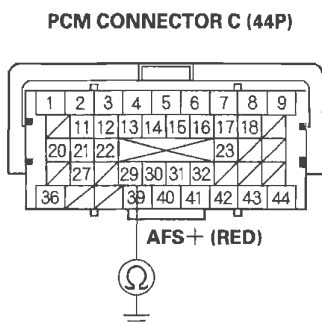 PCM CONNECTOR C (44P)
1 2 3 4 5 6 7 8 9
11 12 13 14 15 16 17 18
20 21 22 23
27 29 30 31 32
36 39 40 41 42 43 44
AFS+ (RED)
Ω